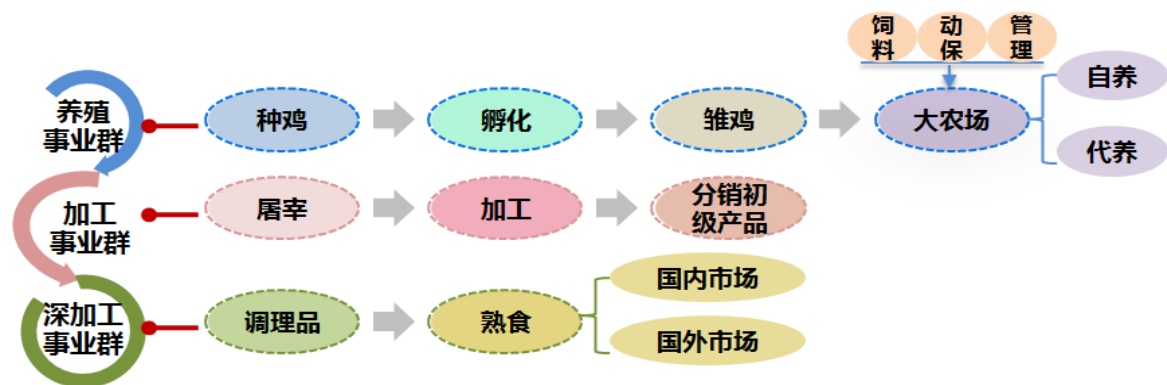 饲料
动保
管理
养殖
事业群
种鸡
孵化
雏鸡
大农场
自养
代养
加工
事业群
屠宰
加工
分销初
级产品
深加工
事业群
调理品
熟食
国内市场
国外市场